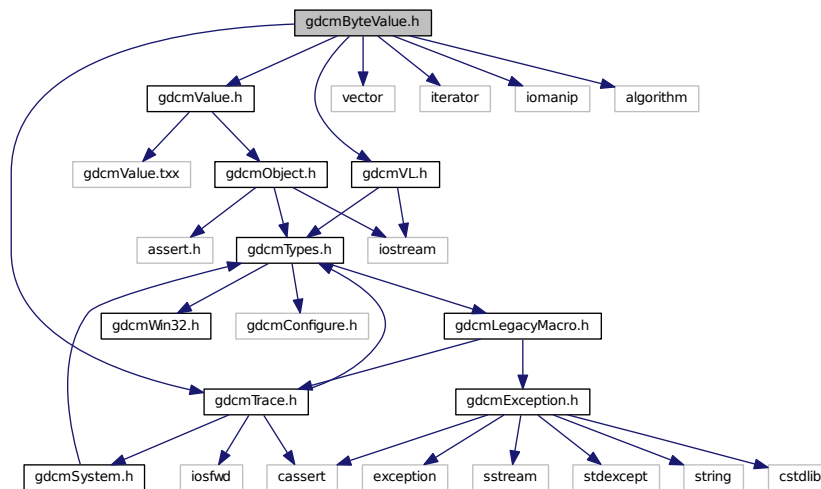 gdcmByteValue.h
gdcmValue.h
vector
iterator
iomanip
algorithm
gdcmValue.txx
gdcmObject.h
gdcmVL.h
assert.h
gdcmTypes.h
iostream
gdcmWin32.h
gdcmConfigure.h
gdcmLegacyMacro.h
gdcmTrace.h
gdcmException.h
gdcmSystem.h
iosfwd
cassert
exception
sstream
stdexcept
string
cstdlib